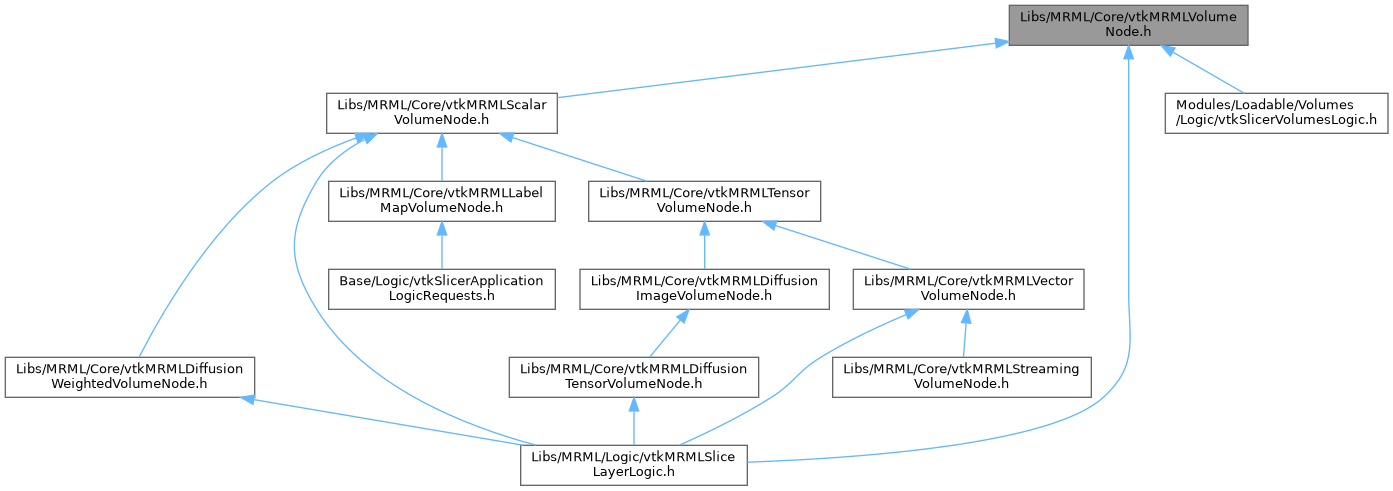 Libs/MRML/Core/vtkMRMLVolume
Node.h
Libs/MRML/Core/vtkMRMLScalar
VolumeNode.h
Modules/Loadable/Volumes
/Logic/vtkSlicerVolumesLogic.h
Libs/MRML/Core/vtkMRMLLabel
MapVolumeNode.h
Libs/MRML/Core/vtkMRMLTensor
VolumeNode.h
Base/Logic/vtkSlicerApplication
LogicRequests.h
Libs/MRML/Core/vtkMRMLDiffusion
ImageVolumeNode.h
Libs/MRML/Core/vtkMRMLVector
VolumeNode.h
Libs/MRML/Core/vtkMRMLDiffusion
WeightedVolumeNode.h
Libs/MRML/Core/vtkMRMLDiffusion
TensorVolumeNode.h
Libs/MRML/Core/vtkMRMLStreaming
VolumeNode.h
Libs/MRML/Logic/vtkMRMLSlice
LayerLogic.h